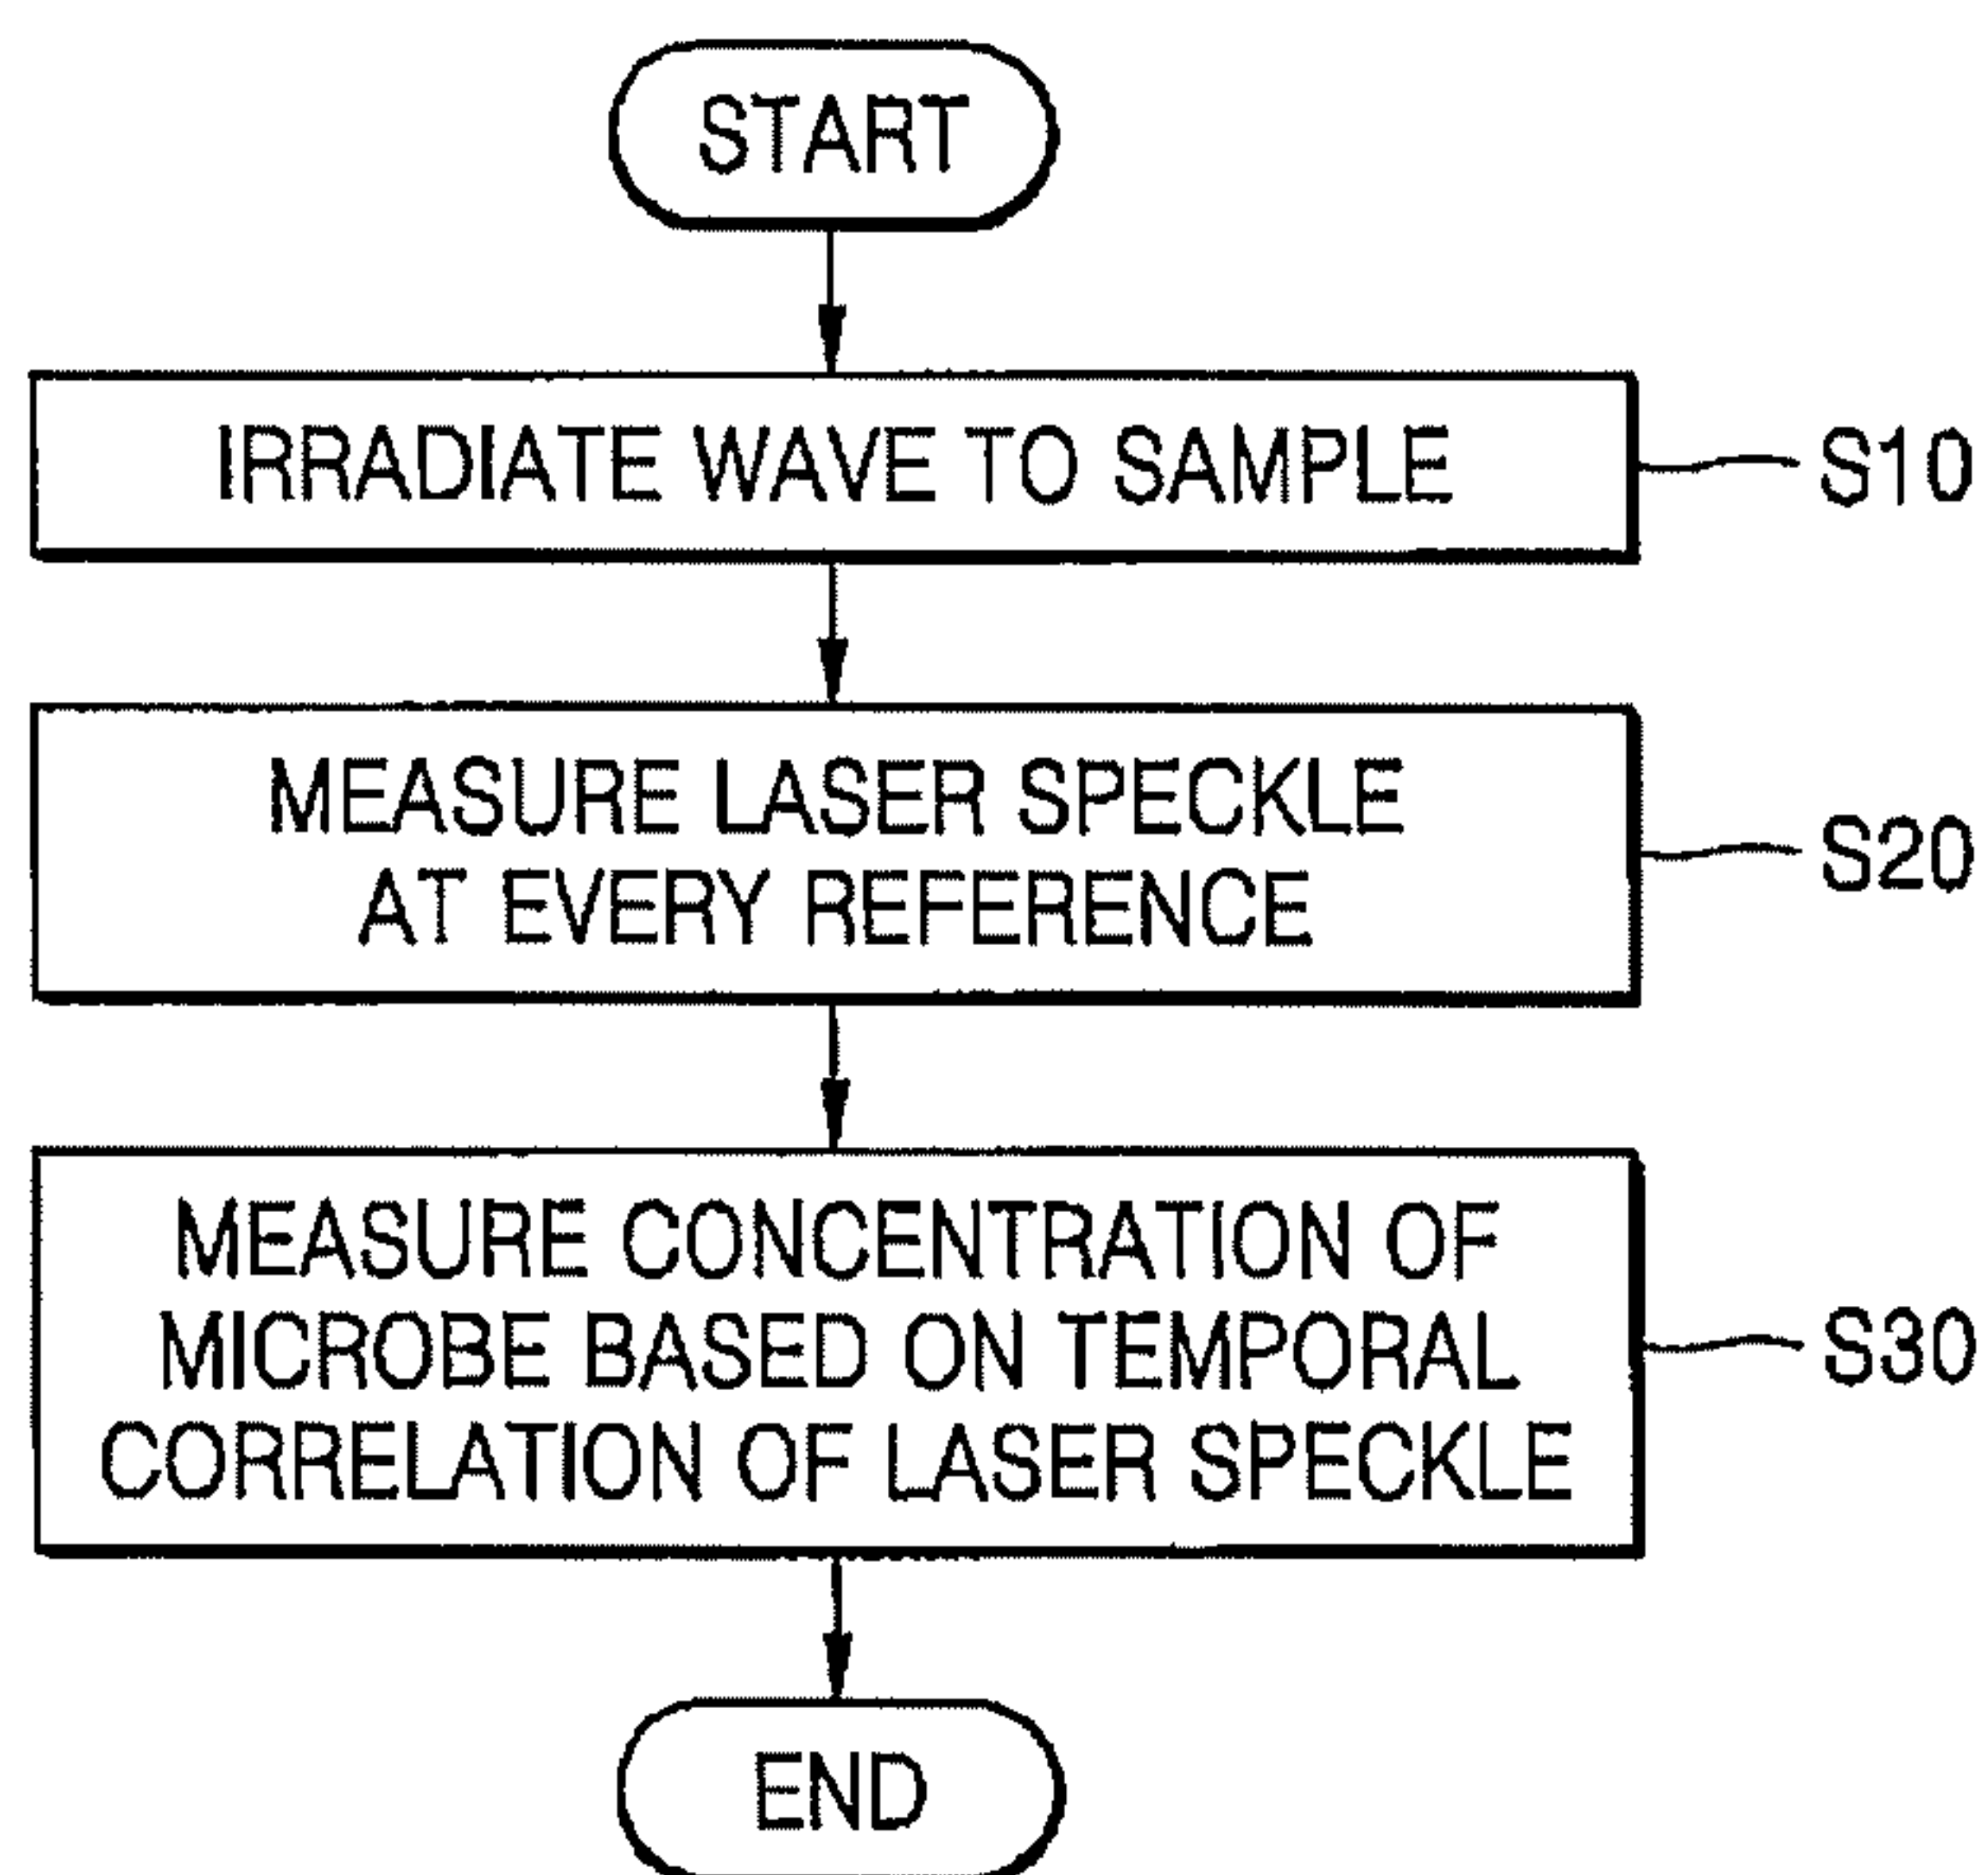 START
IRRADIATE WAVE TO SAMPLE
S10
MEASURE LASER SPECKLE
AT EVERY REFERENCE
S20
MEASURE CONCENTRATION OF
MICROBE BASED ON TEMPORAL
CORRELATION OF LASER SPECKLE
S30
END